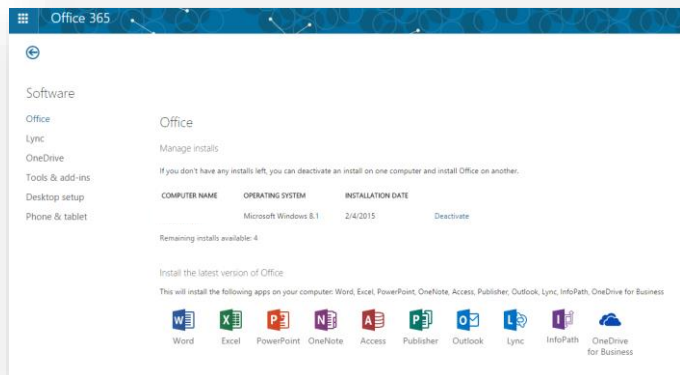 Office 365
Software
Office
Lync
OneDrive
Tools & add-ins
Desktop setup
Phone & tablet
Office
Manage installs
If you don't have any installs left, you can deactivate an install on one computer and install Office on another.
COMPUTER NAME OPERATING SYSTEM INSTALLATION DATE
Microsoft Windows 8.1 2/4/2015 Deactivate
Remaining installs available: 4
Install the latest version of Office
This will install the following apps on your computer: Word, Excel, PowerPoint, OneNote, Access, Publisher, Outlook, Lync, InfoPath, OneDrive for Business
Word Excel PowerPoint OneNote Access Publisher Outlook Lync InfoPath OneDrive
for Business